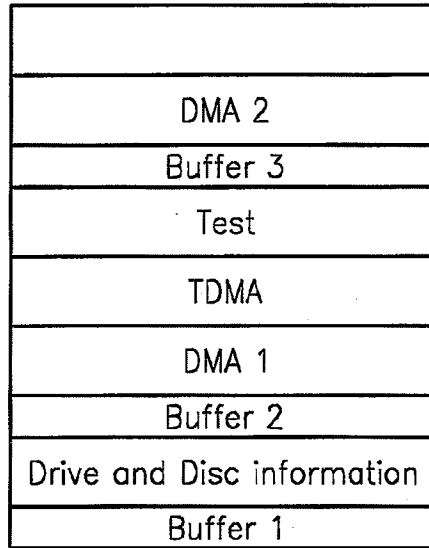 DMA 2
Buffer 3
Test
TDMA
DMA 1
Buffer 2
Drive and Disc information
Buffer 1